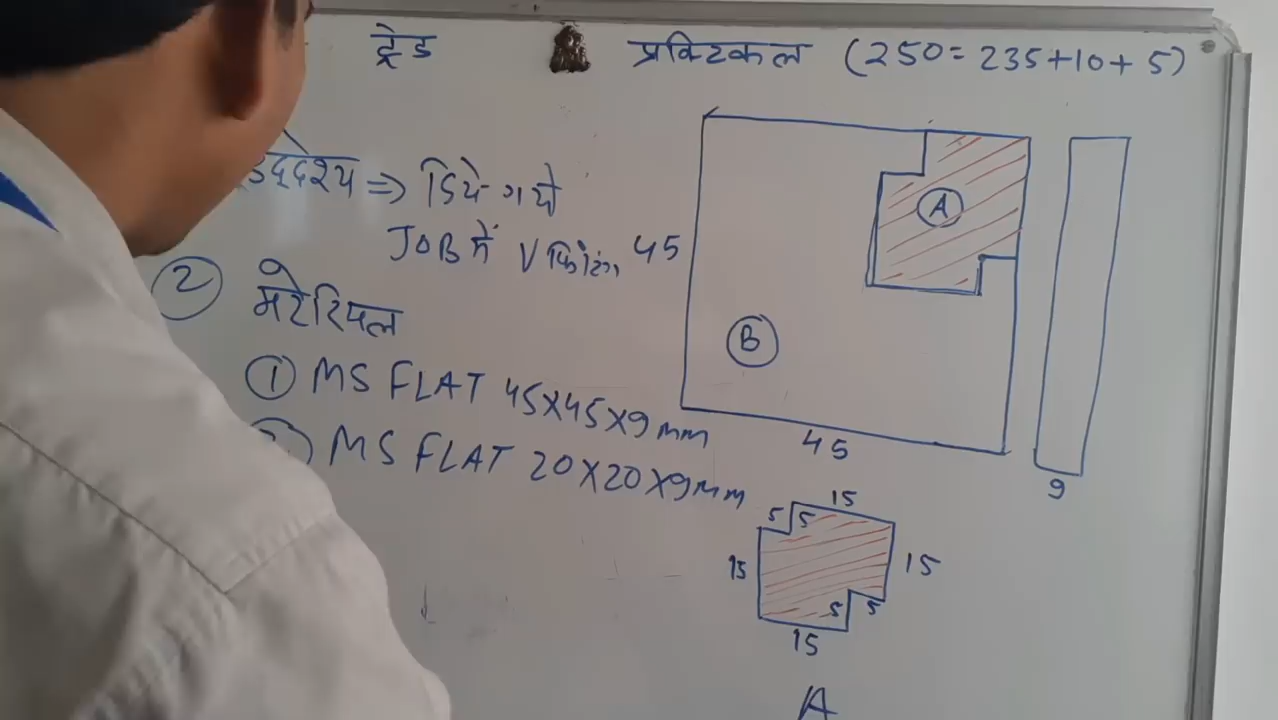 ट्रेड प्रक्टिकल (250 = 235+10+5)
उद्देश्य ⇒ दिये गये
JOB में V फिटिंग
② मटेरियल
① MS FLAT 45X45X9 mm
② MS FLAT 20X20X9mm
45
A
B
45
9
15
5 5
15
15
5 5
15
A